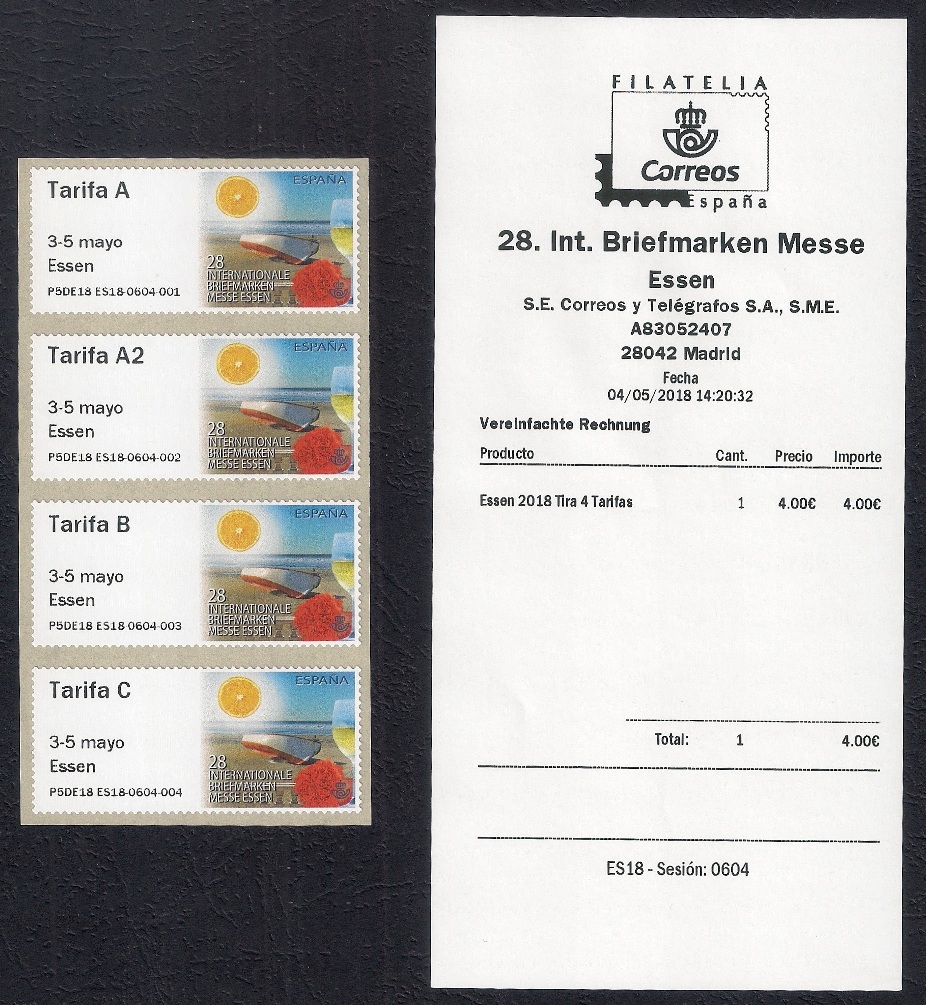 Tarifa A
3-5 mayo
Essen
P5DE18 ES18-0604-001
ESPAÑA
28
INTERNATIONALE
BRIEFMARKEN
MESSE ESSEN
Tarifa A2
3-5 mayo
Essen
P5DE18 ES18-0604-002
ESPAÑA
28
INTERNATIONALE
BRIEFMARKEN
MESSE ESSEN
Tarifa B
3-5 mayo
Essen
P5DE18 ES18-0604-003
ESPAÑA
28
INTERNATIONALE
BRIEFMARKEN
MESSE ESSEN
Tarifa C
3-5 mayo
Essen
P5DE18 ES18-0604-004
ESPAÑA
28
INTERNATIONALE
BRIEFMARKEN
MESSE ESSEN
FILATELIA
Correos
España
28. Int. Briefmarken Messe
Essen
S.E. Correos y Telégrafos S.A., S.M.E.
A83052407
28042 Madrid
Fecha
04/05/2018 14:20:32
Vereinfachte Rechnung
Producto Cant. Precio Importe
Essen 2018 Tira 4 Tarifas 1 4.00€ 4.00€
Total: 1 4.00€
ES18 - Sesión: 0604